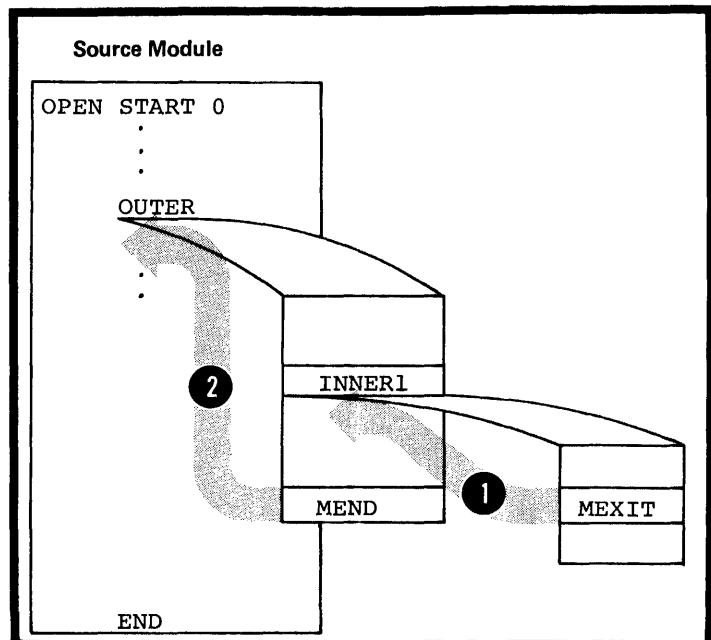 Source Module
OPEN START 0
OUTER
2
INNER1
1
MEND
MEXIT
END